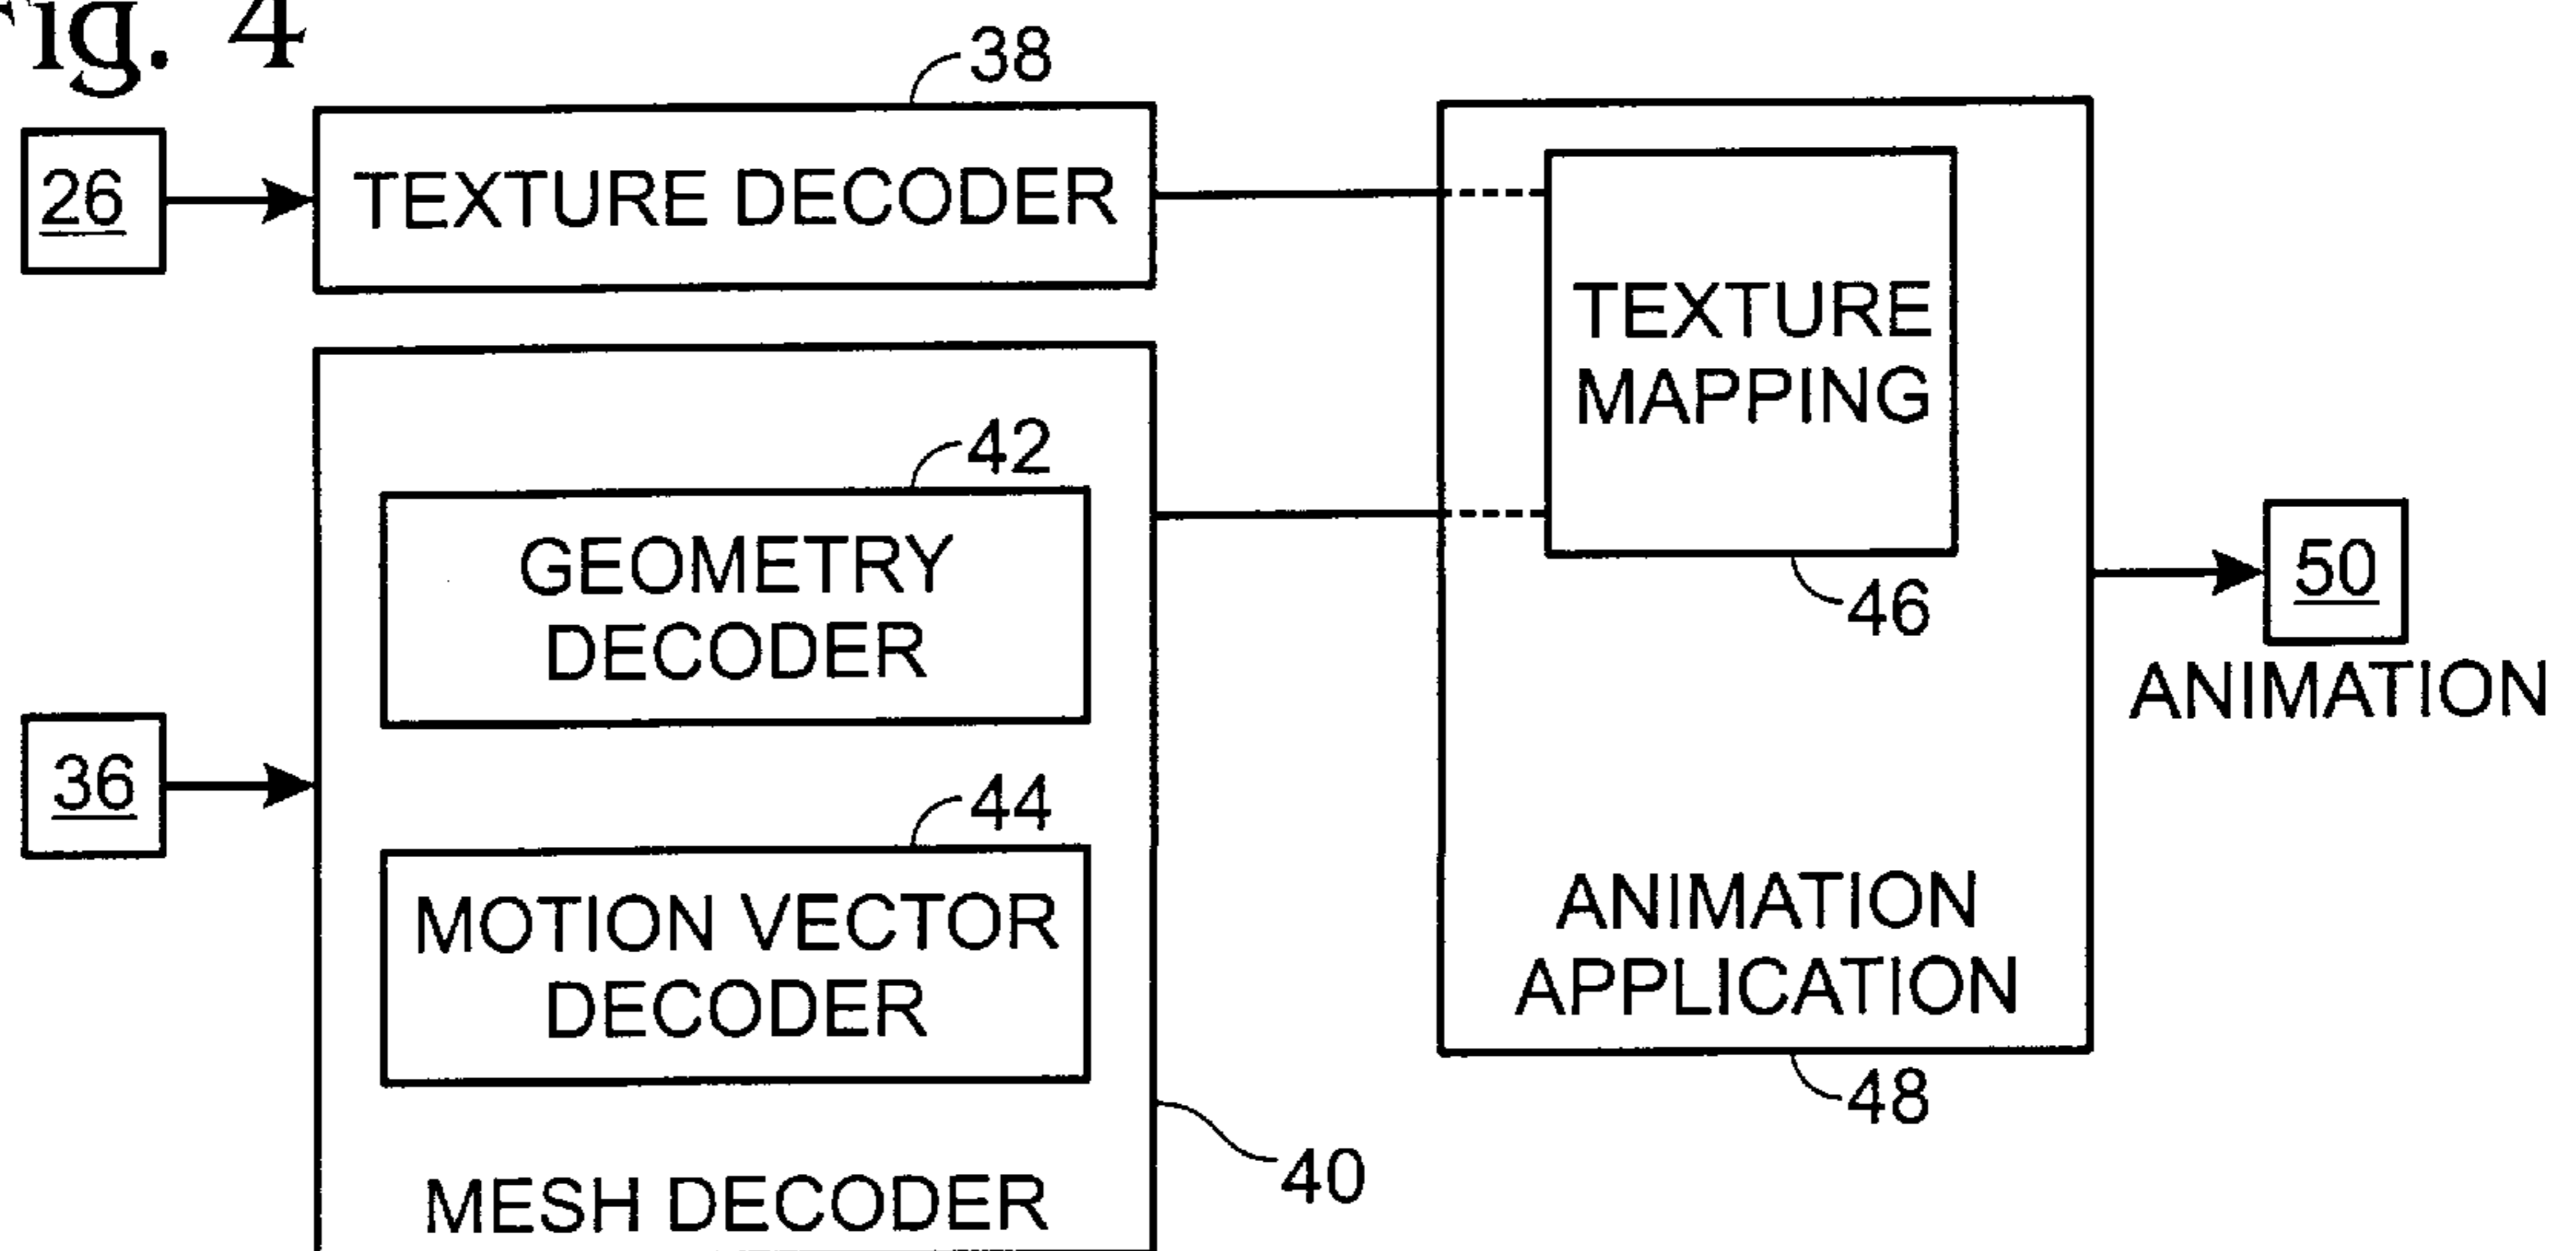 Fig. 4
38
26
TEXTURE DECODER
TEXTURE
MAPPING
46
42
GEOMETRY
DECODER
50
ANIMATION
36
44
MOTION VECTOR
DECODER
ANIMATION
APPLICATION
48
40
MESH DECODER